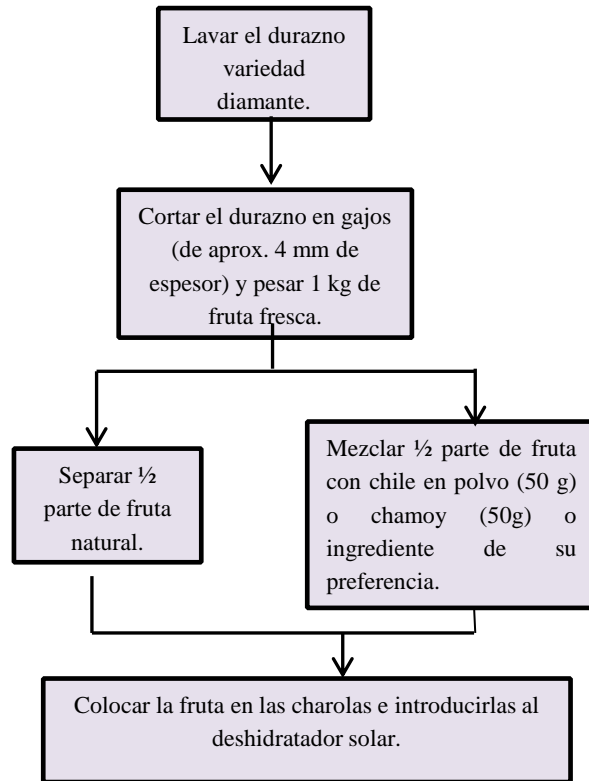 Lavar el durazno
variedad
diamante.
Cortar el durazno en gajos
(de aprox. 4 mm de
espesor) y pesar 1 kg de
fruta fresca.
Separar ½
parte de fruta
natural.
Mezclar ½ parte de fruta
con chile en polvo (50 g)
o chamoy (50g) o
ingrediente de su
preferencia.
Colocar la fruta en las charolas e introducirlas al
deshidratador solar.